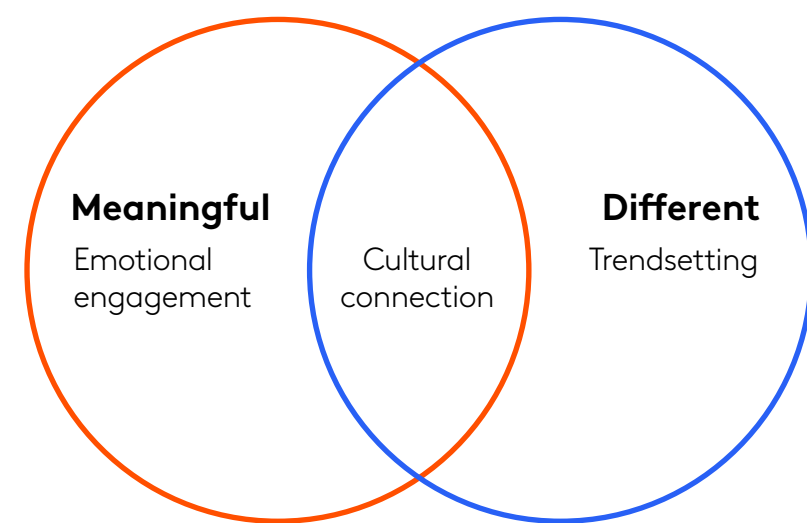 Meaningful
Emotional
engagement
Cultural
connection
Different
Trendsetting